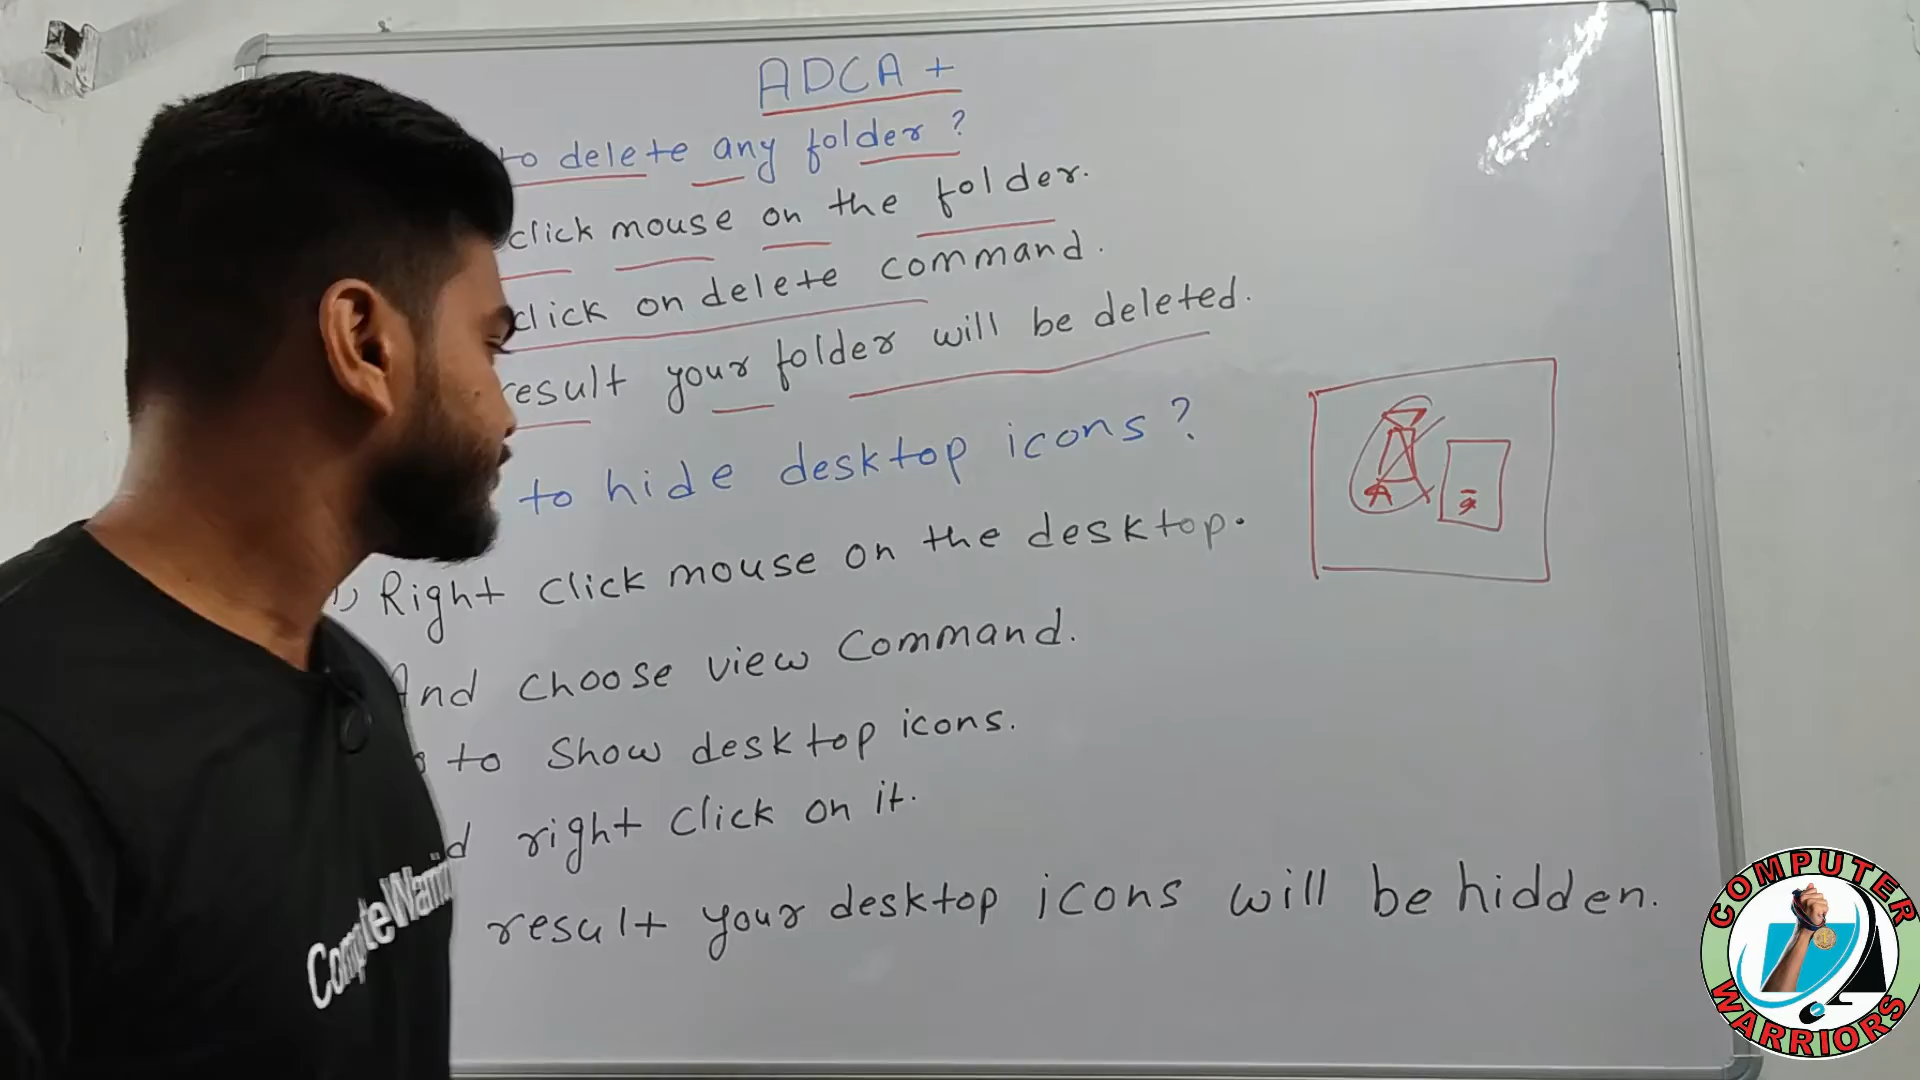 ADCA +
to delete any folder ?
click mouse on the folder.
click on delete command.
result your folder will be deleted.
to hide desktop icons ?
1) Right click mouse on the desktop.
And choose view Command.
to Show desktop icons.
right click on it.
result your desktop icons will be hidden.
A
COMPUTER
WARRIORS